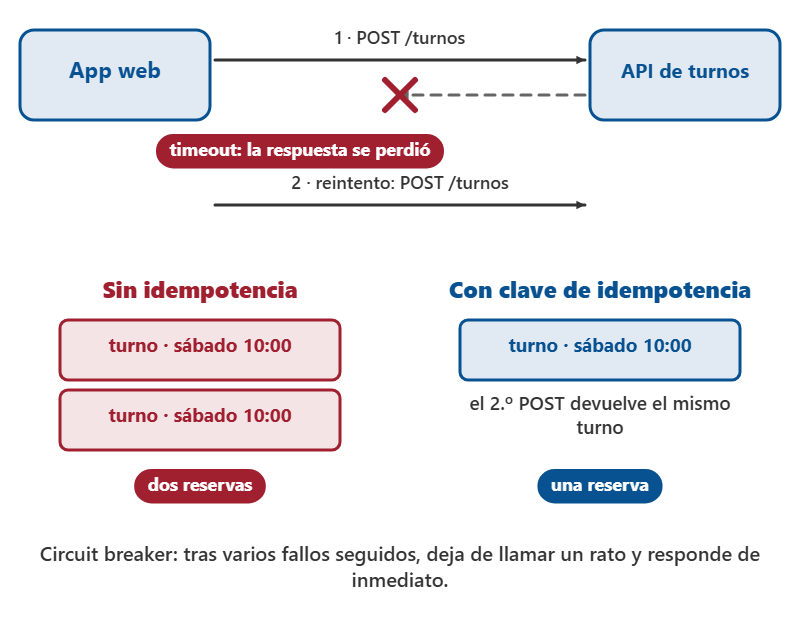 App web
1 · POST /turnos
API de turnos
timeout: la respuesta se perdió
2 · reintento: POST /turnos
Sin idempotencia
turno · sábado 10:00
turno · sábado 10:00
dos reservas
Con clave de idempotencia
turno · sábado 10:00
el 2.º POST devuelve el mismo
turno
una reserva
Circuit breaker: tras varios fallos seguidos, deja de llamar un rato y responde de
inmediato.